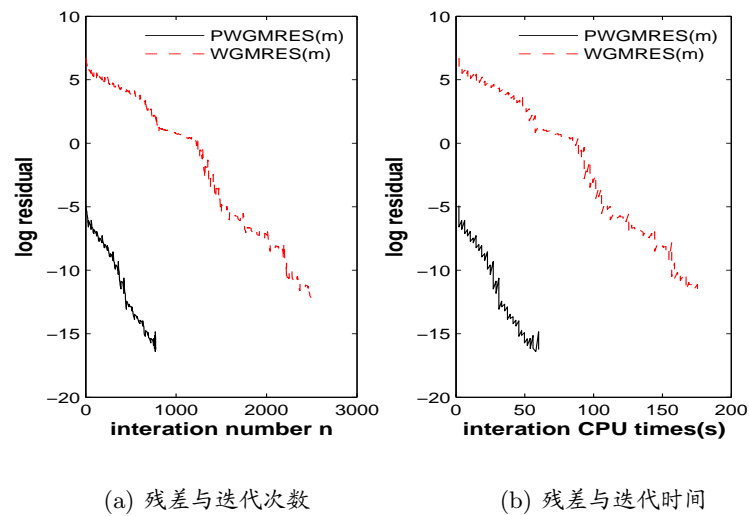 10
5
0
−5
−10
−15
−20
log residual
PWGMRES(m)
WGMRES(m)
0
1000
2000
3000
interation number n
10
5
0
−5
−10
−15
−20
log residual
PWGMRES(m)
WGMRES(m)
0
50
100
150
200
interation CPU times(s)
(a) 残差与迭代次数
(b) 残差与迭代时间